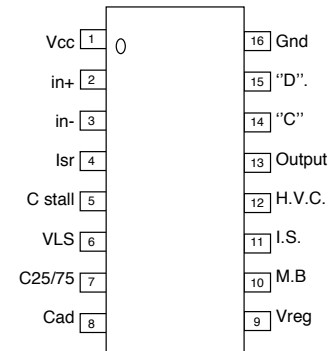 Vcc 1
in+ 2
in- 3
Isr 4
C stall 5
VLS 6
C25/75 7
Cad 8
16 Gnd
15 ‘‘D’’.
14 ‘‘C’’
13 Output
12 H.V.C.
11 I.S.
10 M.B
9 Vreg